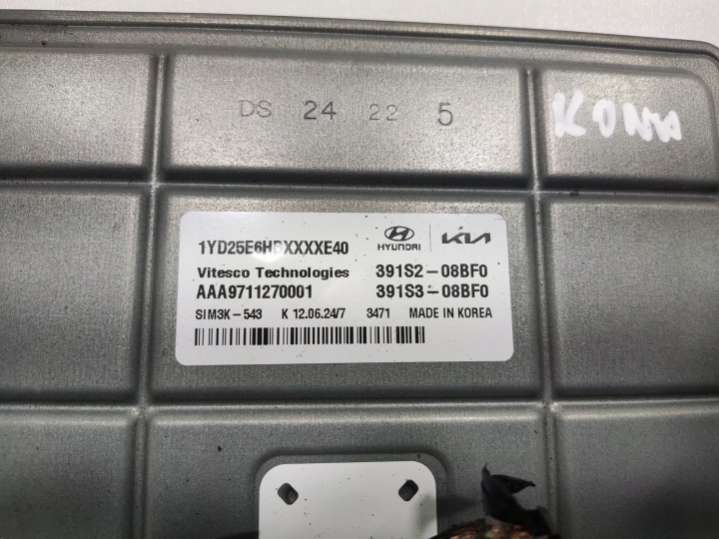 DS 24 22 5
KONA
1YD25E6HPXXXXE40
HYUNDAI KIA
Vitesco Technologies 391S2-08BF0
AAA9711270001 391S3-08BF0
SIM3K-543 K 12.06.24/7 3471 MADE IN KOREA